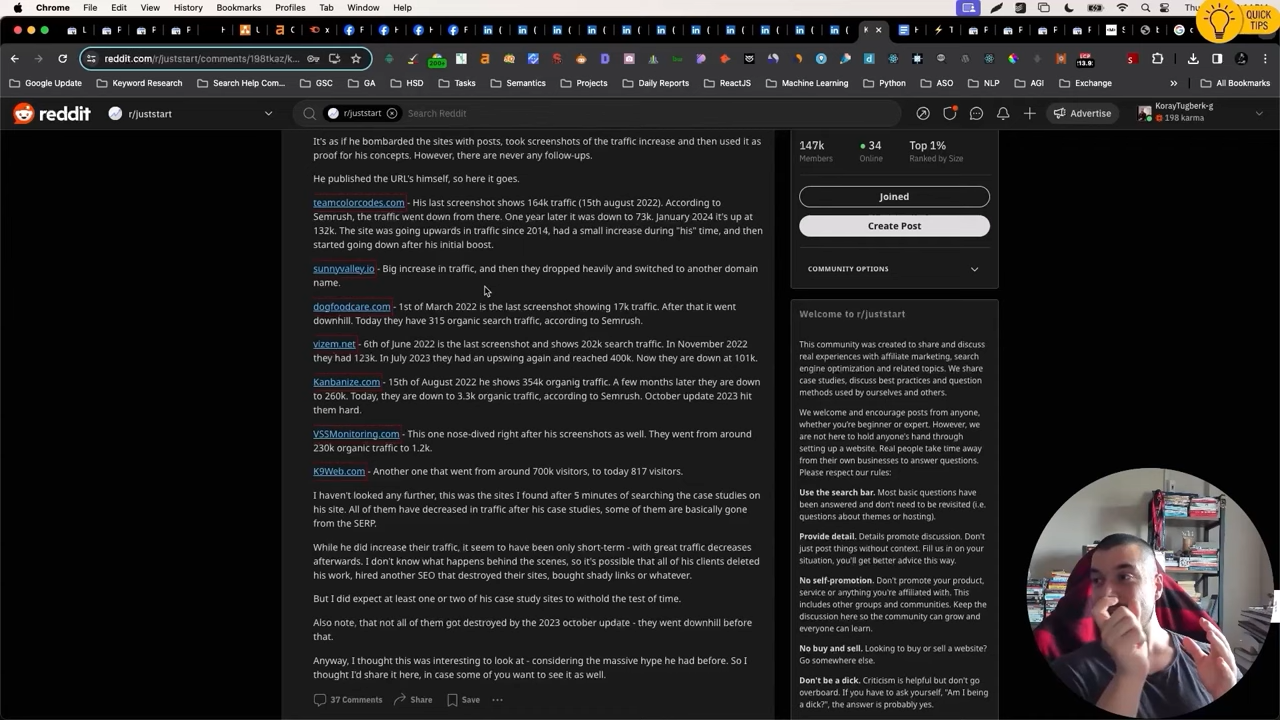 Chrome File Edit View History Bookmarks Profiles Tab Window Help
QUICK
TIPS
reddit.com/r/juststart/comments/198tkaz/k...
Google Update Keyword Research Search Help Com... GSC GA HSD Tasks Semantics Projects Daily Reports ReactJS Machine Learning Python ASO NLP AGI Exchange All Bookmarks
reddit r/juststart r/juststart Search Reddit Advertise KorayTugberk-g
198 karma
It's as if he bombarded the sites with posts, took screenshots of the traffic increase and then used it as
proof for his concepts. However, there are never any follow-ups.
He published the URL's himself, so here it goes.
teamcolorcodes.com - His last screenshot shows 164k traffic (15th august 2022). According to
Semrush, the traffic went down from there. One year later it was down to 73k. January 2024 it's up at
132k. The site was going upwards in traffic since 2014, had a small increase during "his" time, and then
started going down after his initial boost.
sunnyvalley.io - Big increase in traffic, and then they dropped heavily and switched to another domain
name.
dogfoodcare.com - 1st of March 2022 is the last screenshot showing 17k traffic. After that it went
downhill. Today they have 315 organic search traffic, according to Semrush.
vizem.net - 6th of June 2022 is the last screenshot and shows 202k search traffic. In November 2022
they had 123k. In July 2023 they had an upswing again and reached 400k. Now they are down at 101k.
Kanbanize.com - 15th of August 2022 he shows 354k organig traffic. A few months later they are down
to 260k. Today, they are down to 3.3k organic traffic, according to Semrush. October update 2023 hit
them hard.
VSSMonitoring.com - This one nose-dived right after his screenshots as well. They went from around
230k organic traffic to 1.2k.
K9Web.com - Another one that went from around 700k visitors, to today 817 visitors.
I haven't looked any further, this was the sites I found after 5 minutes of searching the case studies on
his site. All of them have decreased in traffic after his case studies, some of them are basically gone
from the SERP.
While he did increase their traffic, it seem to have been only short-term - with great traffic decreases
afterwards. I don't know what happens behind the scenes, so it's possible that all of his clients deleted
his work, hired another SEO that destroyed their sites, bought shady links or whatever.
But I did expect at least one or two of his case study sites to withold the test of time.
Also note, that not all of them got destroyed by the 2023 october update - they went downhill before
that.
Anyway, I thought this was interesting to look at - considering the massive hype he had before. So I
thought I'd share it here, in case some of you want to see it as well.
37 Comments Share Save
147k 34 Top 1%
Members Online Ranked by Size
Joined
Create Post
COMMUNITY OPTIONS
Welcome to r/juststart
This community was created to share and discuss
real experiences with affiliate marketing, search
engine optimization and related topics. We share
case studies, discuss best practices and question
methods used by ourselves and others.
We welcome and encourage posts from anyone,
whether you're beginner or expert. However, we
are not here to hold anyone's hand through
setting up a website. Real people take time away
from their own businesses to answer questions.
Please respect our rules:
Use the search bar. Most basic questions have
been answered and don't need to be revisited (i.e.
questions about themes or hosting).
Provide detail. Details promote discussion. Don't
just post things without context. Fill us in on your
situation, you'll get better advice this way.
No self-promotion. Don't promote your product,
service or anything you're affiliated with. This
includes other groups and communities. Keep the
discussion here so the community can grow and
everyone can learn.
No buy and sell. Looking to buy or sell a website?
Go somewhere else.
Don't be a dick. Criticism is helpful but don't go
overboard. If you have to ask yourself, "Am I being
a dick?", the answer is probably yes.